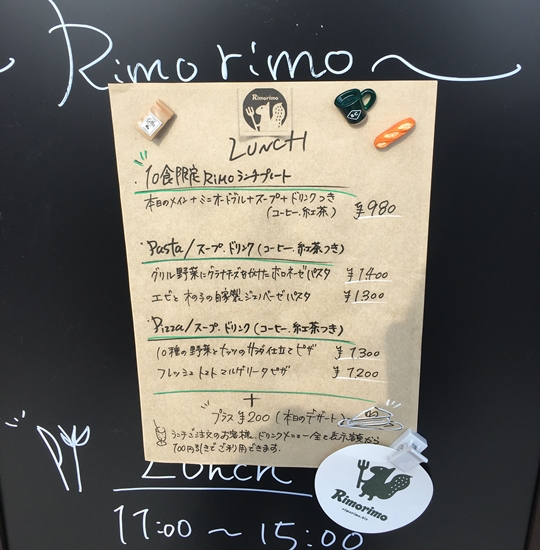 Rimorimo
Rimorimo
LUNCH
10食限定 RIMOランチプレート
本日のメイン+ミニオードブル+スープ+ドリンクつき
(コーヒー.紅茶) ¥980
Pasta/スープ.ドリンク(コーヒー.紅茶つき)
グリル野菜にグラナチーズを付けたボロネーゼパスタ ¥1400
エビと木の子の自家製ジェノベーゼパスタ ¥1300
Pizza/スープ.ドリンク(コーヒー.紅茶つき)
10種の野菜とナッツのサラダ仕立てピザ ¥1300
フレッシュトマトマルゲリータピザ ¥1200
+
プラス¥200(本日のデザート)
ランチご注文のお客様.ドリンクメニュー全て表示額から
100円引きでご利用できます.
Lunch
11:00〜15:00
Rimorimo